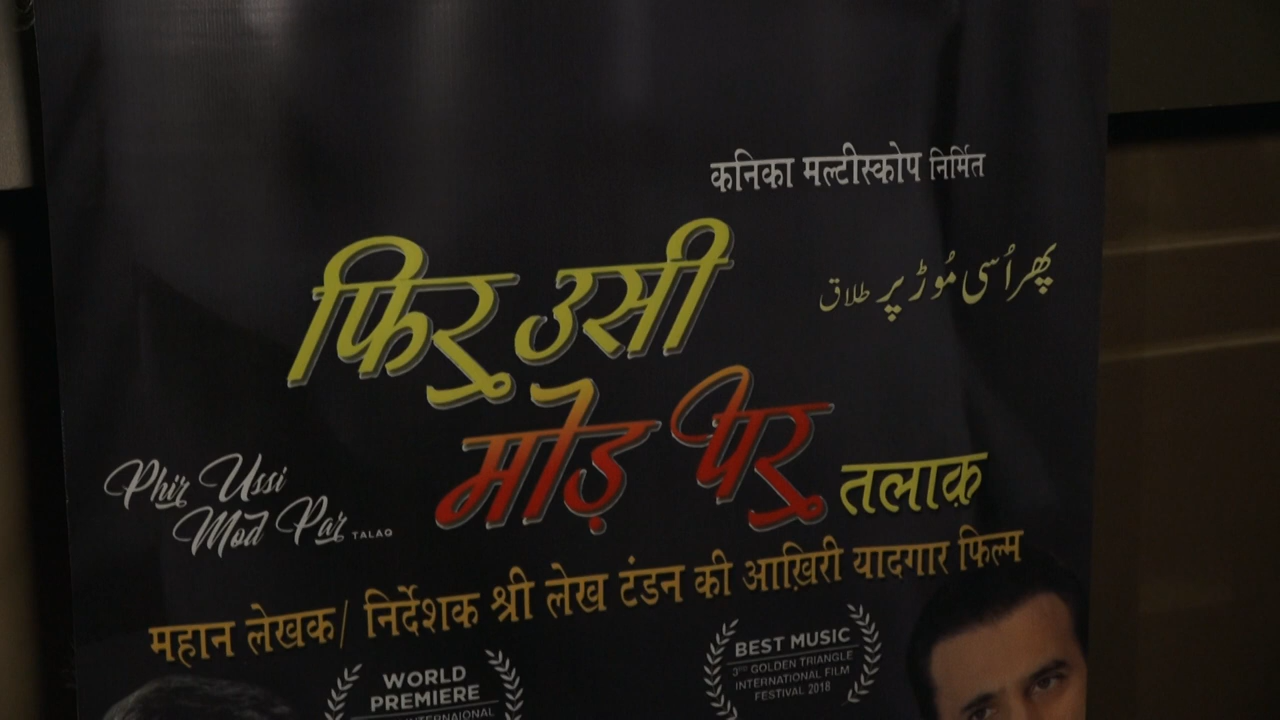 कनिका मल्टीस्कोप निर्मित
फिर उसी
پھر اُسی مُوڑ پر طلاق
मोड़ पर तलाक़
Phir Ussi
Mod Par TALAQ
महान लेखक/ निर्देशक श्री लेख टंडन की आख़िरी यादगार फिल्म
WORLD
PREMIERE
BEST MUSIC
3RD GOLDEN TRIANGLE
INTERNATIONAL FILM
FESTIVAL 2018